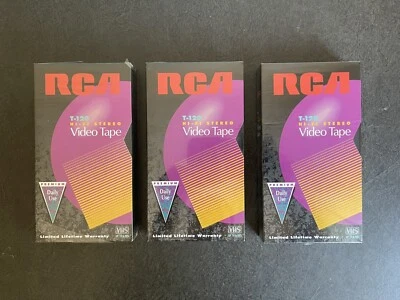 RCA
T-120
HI-FI STEREO
Video Tape
PREMIUM
Daily
Use
VHS
Limited Lifetime Warranty
RCA
T-120
HI-FI STEREO
Video Tape
PREMIUM
Daily
Use
VHS
Limited Lifetime Warranty
RCA
T-120
HI-FI STEREO
Video Tape
PREMIUM
Daily
Use
VHS
Limited Lifetime Warranty